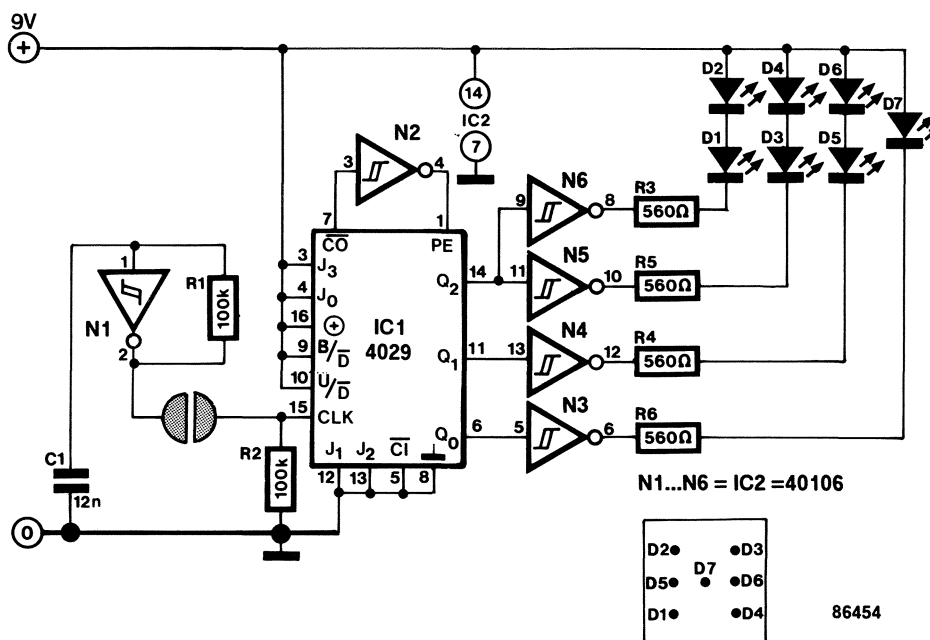 9V
+
D2
D4
D6
D7
14
IC2
7
N2
3
4
D1
D3
D5
N6
R3
9
8
560Ω
7
1
C̅O̅
PE
3
J3
4
J0
16
⊕
9
B/D̅
10
U/D̅
15
CLK
IC1
4029
Q2
14
11
N5
10
R5
560Ω
Q1
11
13
N4
12
R4
560Ω
Q0
6
5
N3
6
R6
560Ω
1
R1
100k
N1
2
R2
100k
J1
J2
C̅I̅
12
13
5
8
C1
12n
0
N1...N6 = IC2 =40106
D2
D3
D7
D5
D6
D1
D4
86454